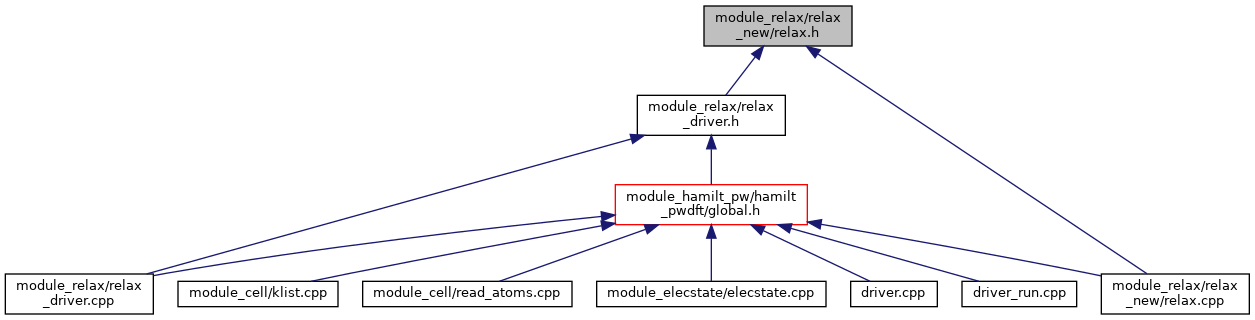 module_relax/relax
_new/relax.h
module_relax/relax
_driver.h
module_hamilt_pw/hamilt
_pwdft/global.h
module_relax/relax
_driver.cpp
module_cell/klist.cpp
module_cell/read_atoms.cpp
module_elecstate/elecstate.cpp
driver.cpp
driver_run.cpp
module_relax/relax
_new/relax.cpp